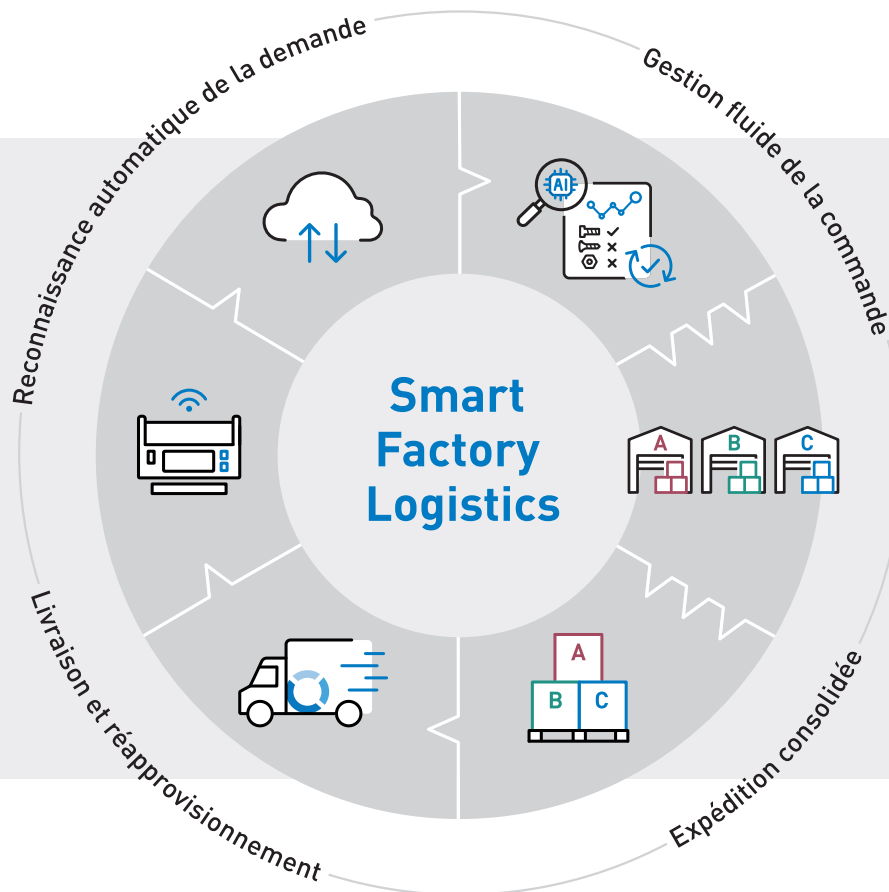 Reconnaissance automatique de la demande
Gestion fluide de la commande
AI
Smart
Factory
Logistics
A
B
C
A
B
C
Livraison et réapprovisionnement
Expédition consolidée